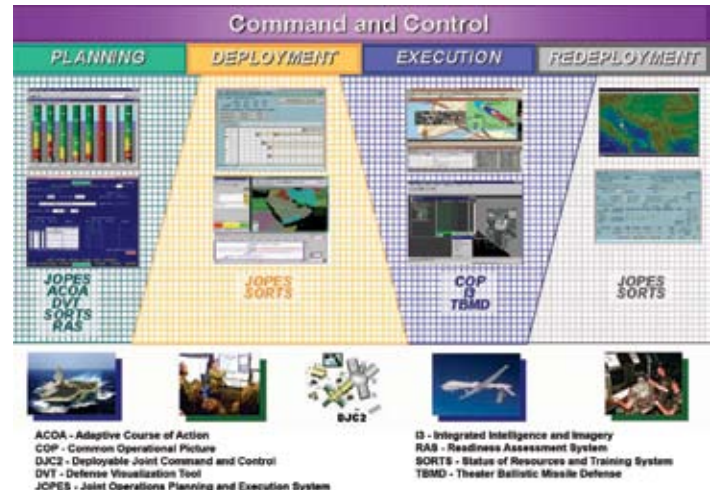 Command and Control
PLANNING
DEPLOYMENT
EXECUTION
REDEPLOYMENT
JOPES
ACOA
DVT
SORTS
RAS
JOPES
SORTS
COP
I3
TBMD
JOPES
SORTS
DJC2
ACOA - Adaptive Course of Action
COP - Common Operational Picture
DJC2 - Deployable Joint Command and Control
DVT - Defense Visualization Tool
JOPES - Joint Operations Planning and Execution System
I3 - Integrated Intelligence and Imagery
RAS - Readiness Assessment System
SORTS - Status of Resources and Training System
TBMD - Theater Ballistic Missile Defense